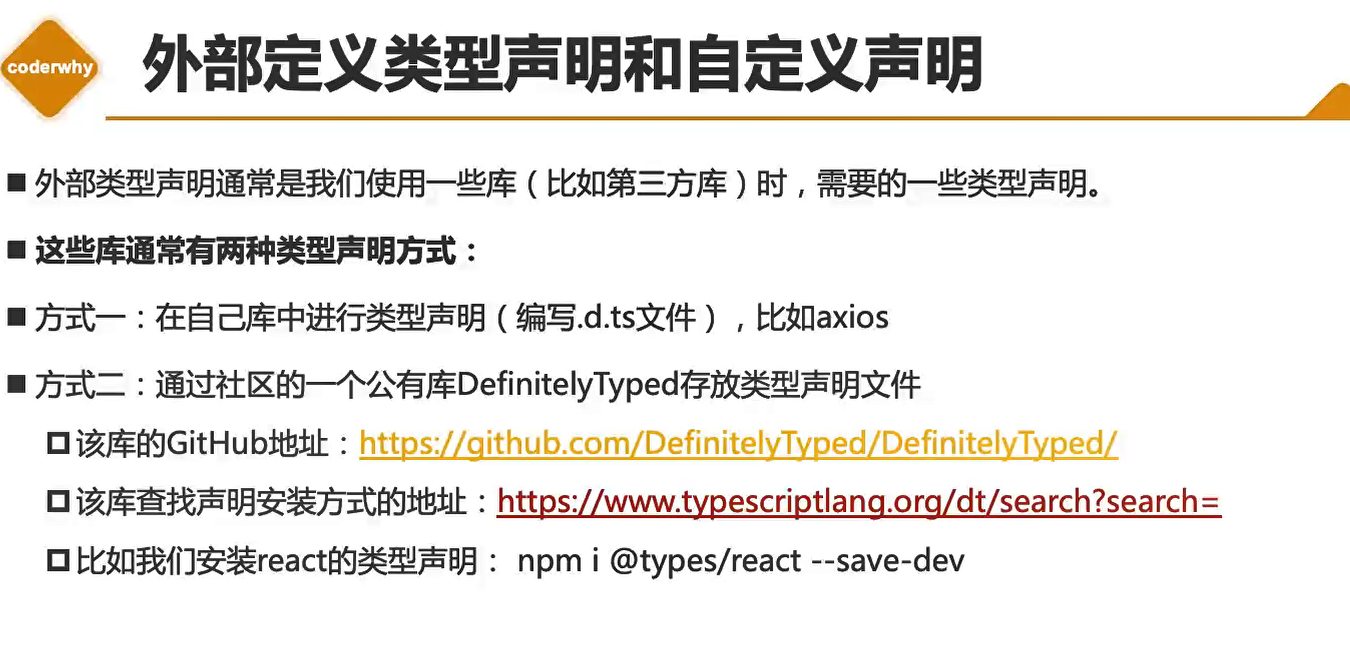 coderwhy
外部定义类型声明和自定义声明
外部类型声明通常是我们使用一些库（比如第三方库）时，需要的一些类型声明。
这些库通常有两种类型声明方式：
方式一：在自己库中进行类型声明（编写.d.ts文件），比如axios
方式二：通过社区的一个公有库DefinitelyTyped存放类型声明文件
该库的GitHub地址：https://github.com/DefinitelyTyped/DefinitelyTyped/
该库查找声明安装方式的地址：https://www.typescriptlang.org/dt/search?search=
比如我们安装react的类型声明： npm i @types/react --save-dev